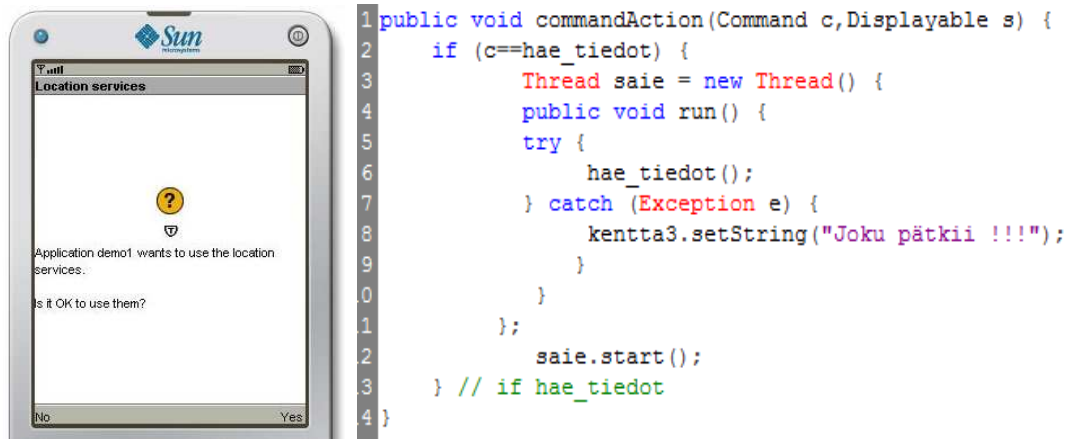 Sun
microsystems
Location services
Application demo1 wants to use the location
services.
Is it OK to use them?
No
Yes
1 public void commandAction(Command c,Displayable s) {
2 if (c==hae_tiedot) {
3 Thread saie = new Thread() {
4 public void run() {
5 try {
6 hae_tiedot();
7 } catch (Exception e) {
8 kentta3.setString("Joku pätkii !!!");
9 }
0 }
1 };
2 saie.start();
3 } // if hae_tiedot
4 }